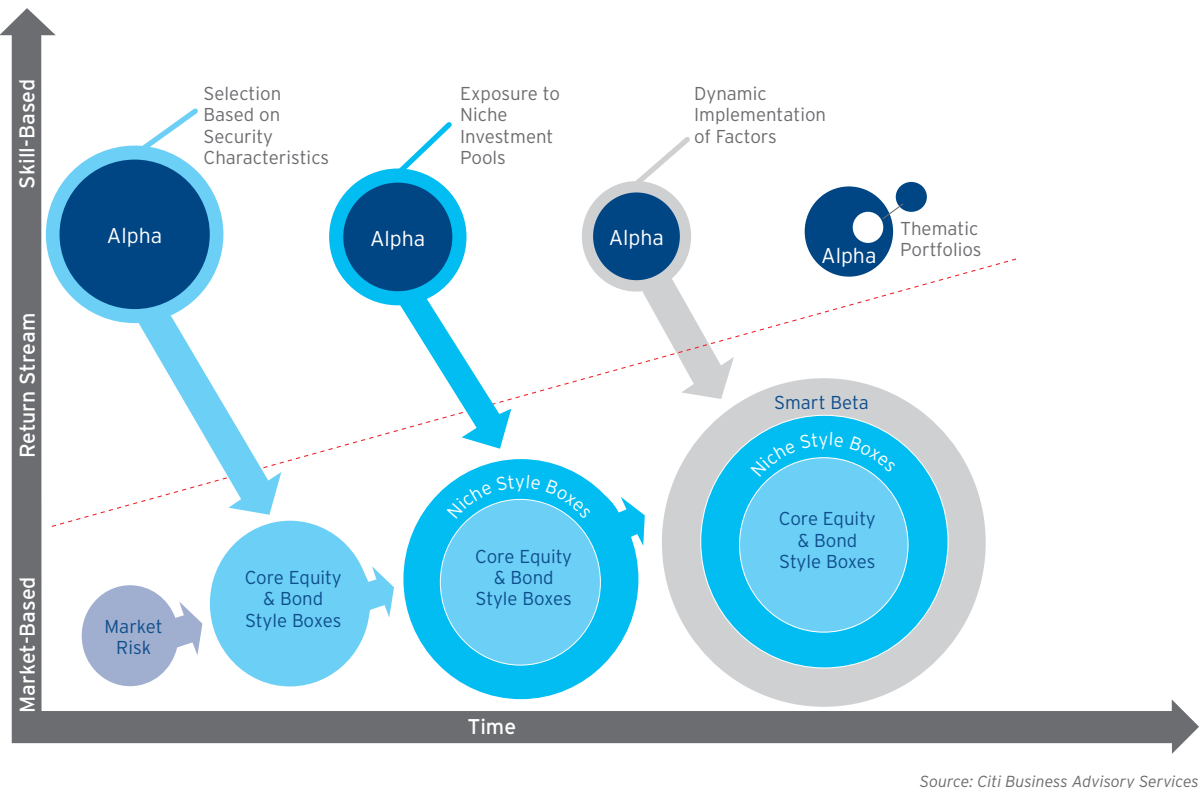 Skill-Based
Return Stream
Market-Based
Selection
Based on
Security
Characteristics
Alpha
Exposure to
Niche
Investment
Pools
Alpha
Dynamic
Implementation
of Factors
Alpha
Alpha
Thematic
Portfolios
Market
Risk
Core Equity
& Bond
Style Boxes
Niche Style Boxes
Core Equity
& Bond
Style Boxes
Smart Beta
Niche Style Boxes
Core Equity
& Bond
Style Boxes
Time
Source: Citi Business Advisory Services